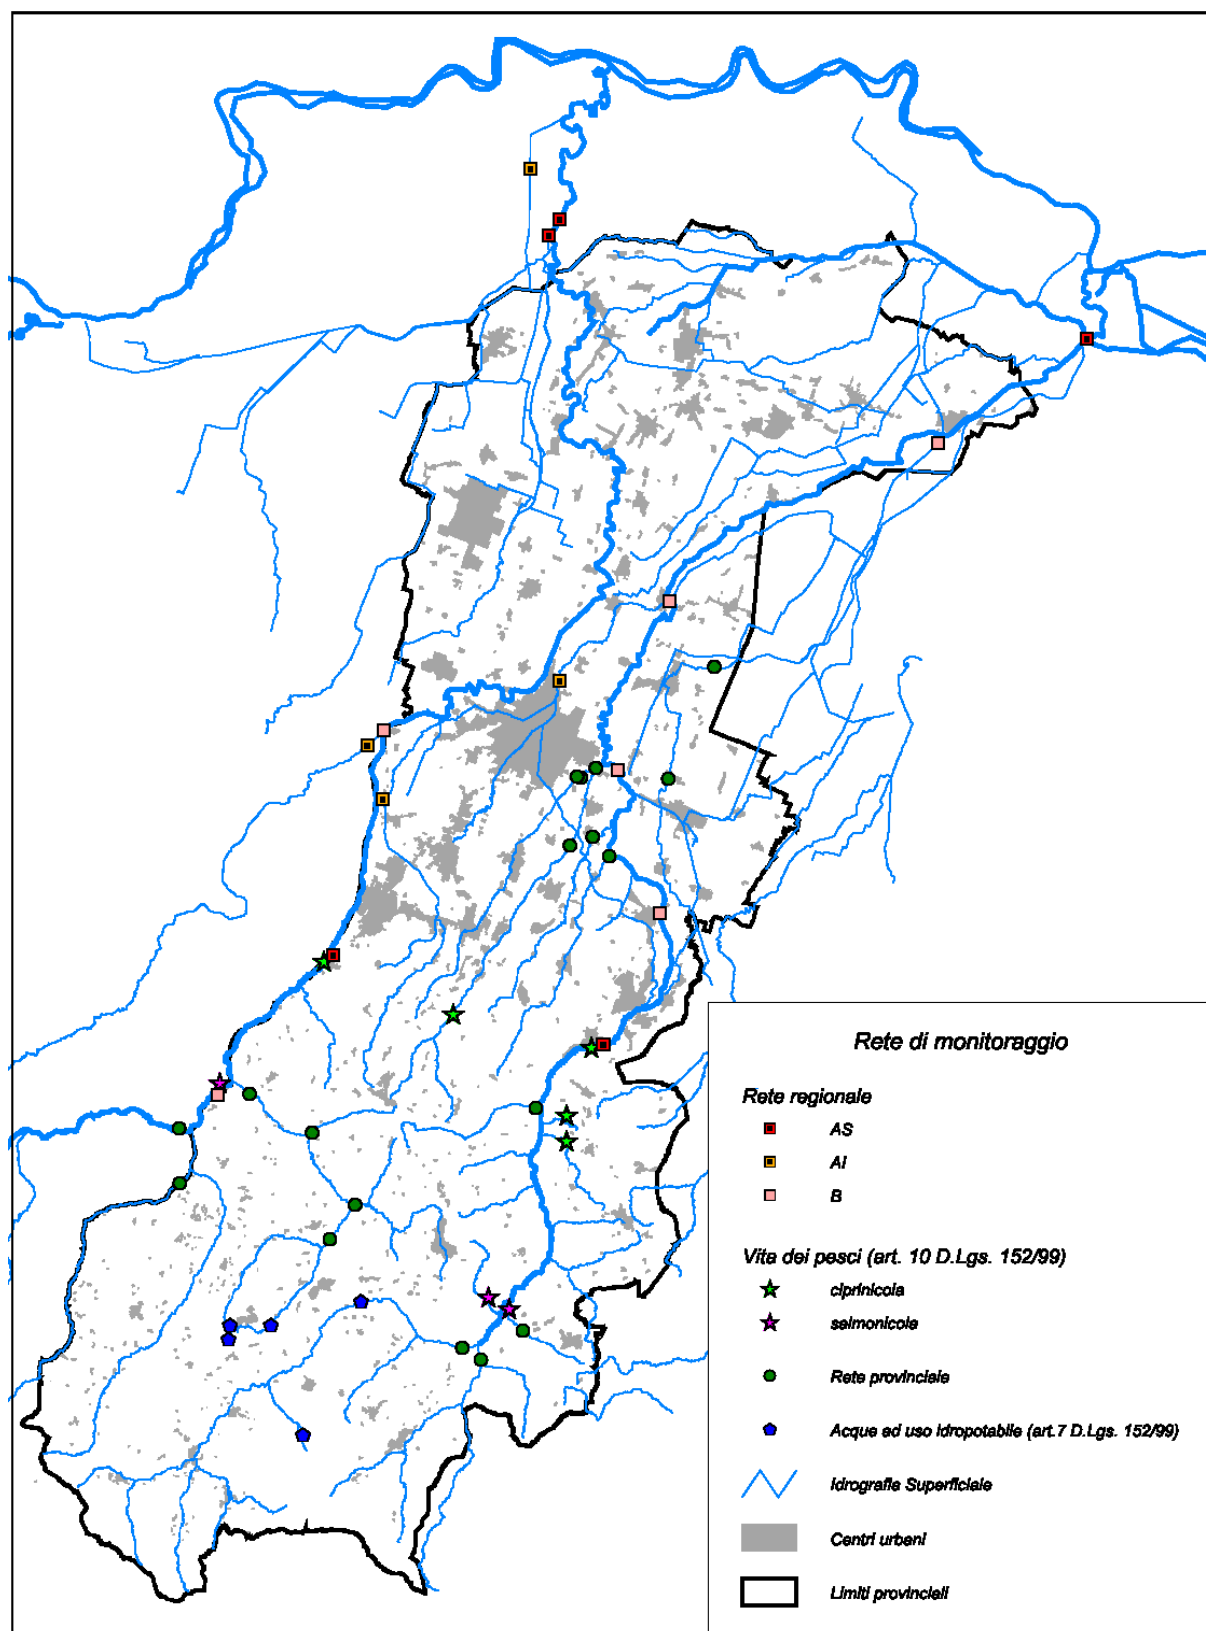 Rete di monitoraggio
Rete regionale
AS
AI
B
Vita dei pesci (art. 10 D.Lgs. 152/99)
ciprinicola
salmonicola
Rete provinciale
Acque ad uso idropotabile (art.7 D.Lgs. 152/99)
Idrografia Superficiale
Centri urbani
Limiti provinciali